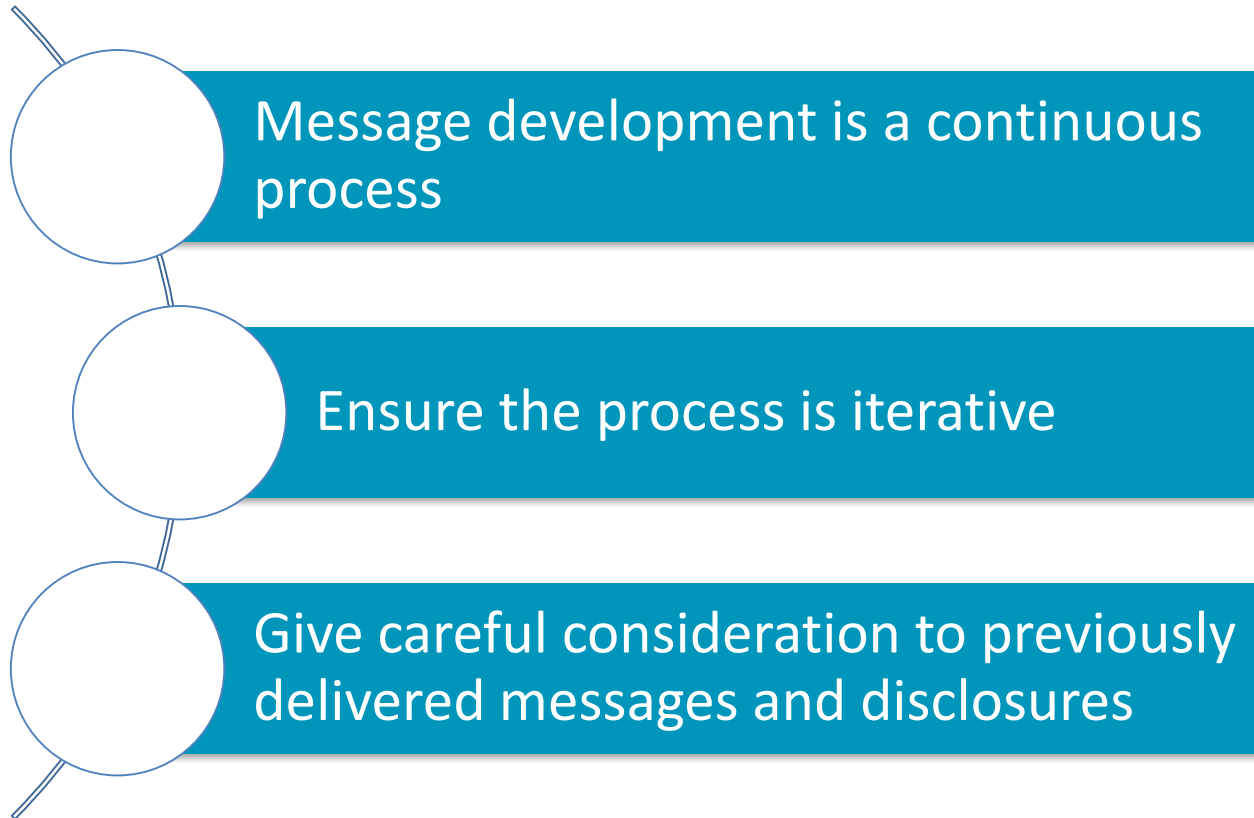 Message development is a continuous
process
Ensure the process is iterative
Give careful consideration to previously
delivered messages and disclosures